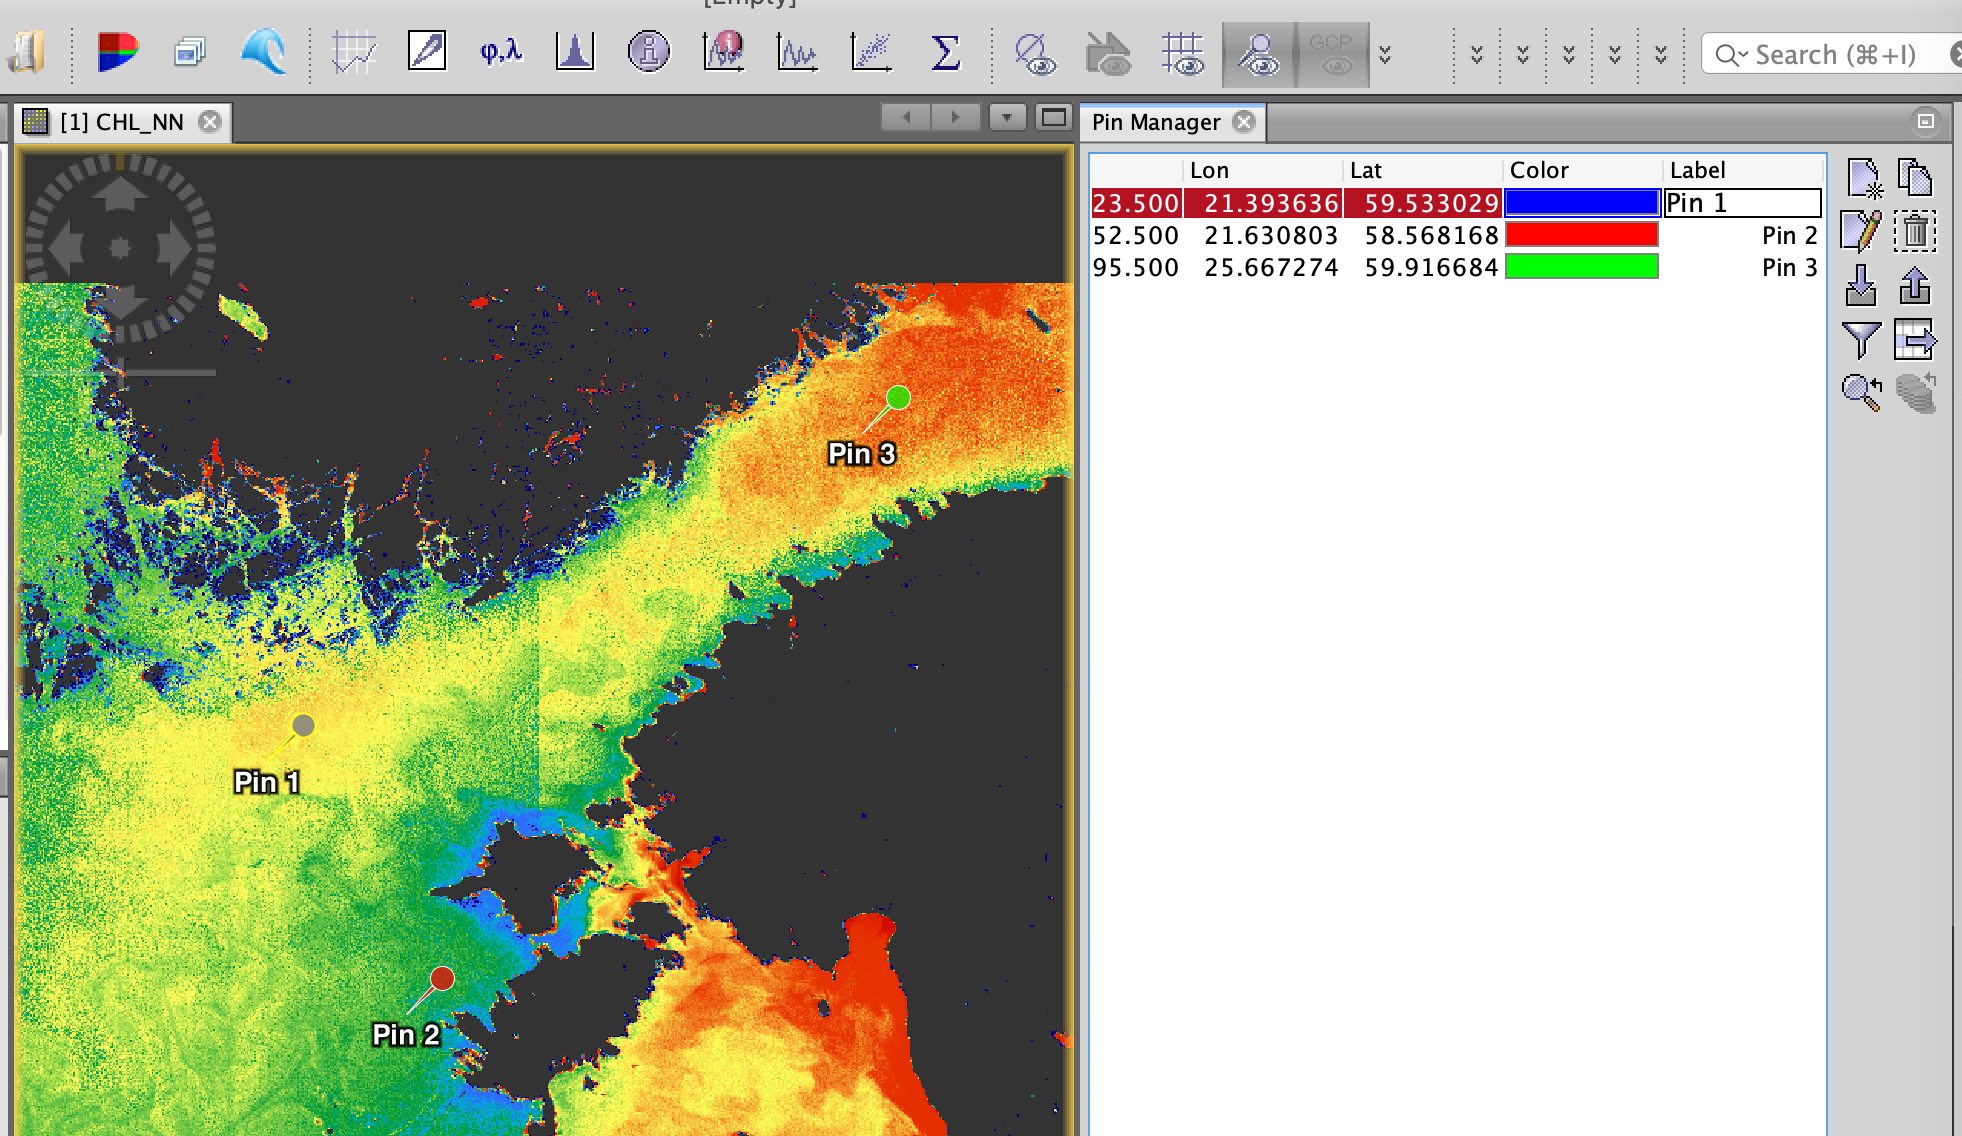 [Empty]
φ,λ
Σ
GCP
Search (⌘+I)
[1] CHL_NN
Pin Manager
Lon Lat Color Label
23.500 21.393636 59.533029 Pin 1
52.500 21.630803 58.568168 Pin 2
95.500 25.667274 59.916684 Pin 3
Pin 3
Pin 1
Pin 2